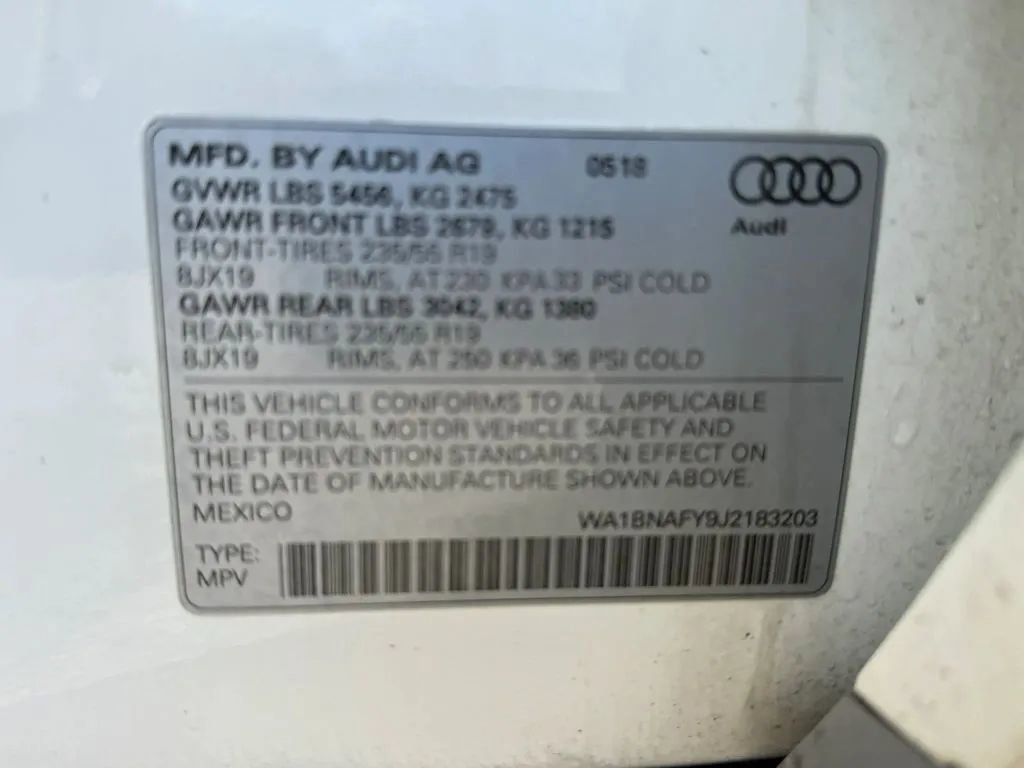 MFD. BY AUDI AG 0518
GVWR LBS 5456, KG 2475
Audi
GAWR FRONT LBS 2679, KG 1215
FRONT-TIRES 235/55 R19
8JX19 RIMS, AT 230 KPA 33 PSI COLD
GAWR REAR LBS 3042, KG 1380
REAR-TIRES 235/55 R19
8JX19 RIMS, AT 250 KPA 36 PSI COLD
THIS VEHICLE CONFORMS TO ALL APPLICABLE
U.S. FEDERAL MOTOR VEHICLE SAFETY AND
THEFT PREVENTION STANDARDS IN EFFECT ON
THE DATE OF MANUFACTURE SHOWN ABOVE.
MEXICO WA1BNAFY9J2183203
TYPE:
MPV